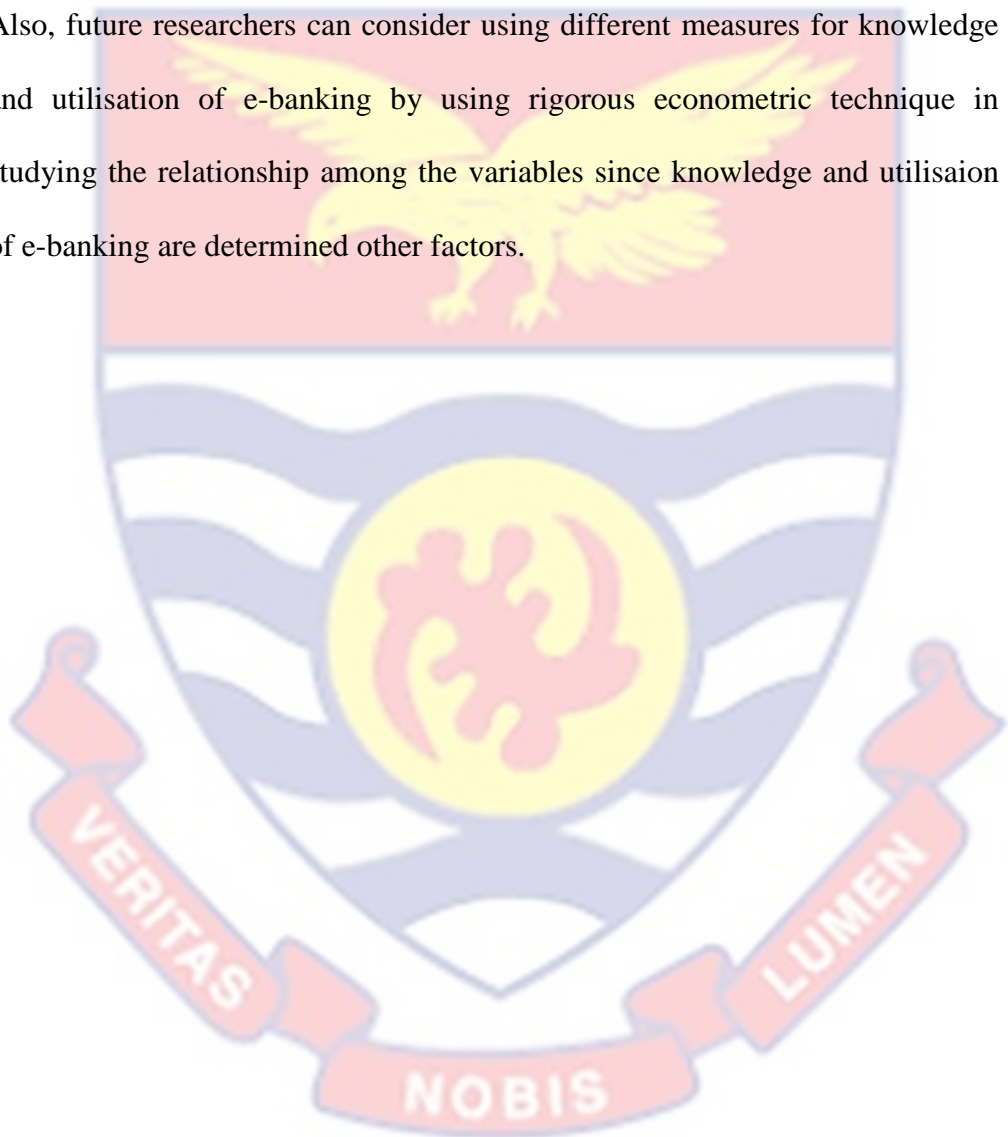 Also, future researchers can consider using different measures for knowledge
and utilisation of e-banking by using rigorous econometric technique in
studying the relationship among the variables since knowledge and utilisaion
of e-banking are determined other factors.
VERITAS
NOBIS
LUMEN